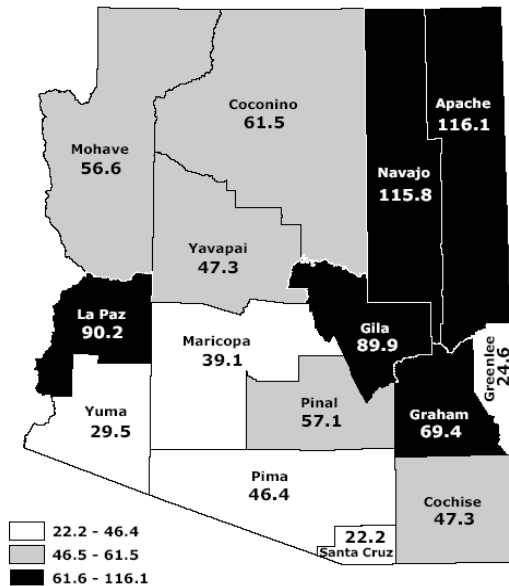 Coconino
61.5
Apache
116.1
Mohave
56.6
Navajo
115.8
Yavapai
47.3
La Paz
90.2
Maricopa
39.1
Gila
89.9
Greenlee
24.6
Yuma
29.5
Pinal
57.1
Graham
69.4
Pima
46.4
Cochise
47.3
22.2
Santa Cruz
22.2 - 46.4
46.5 - 61.5
61.6 - 116.1